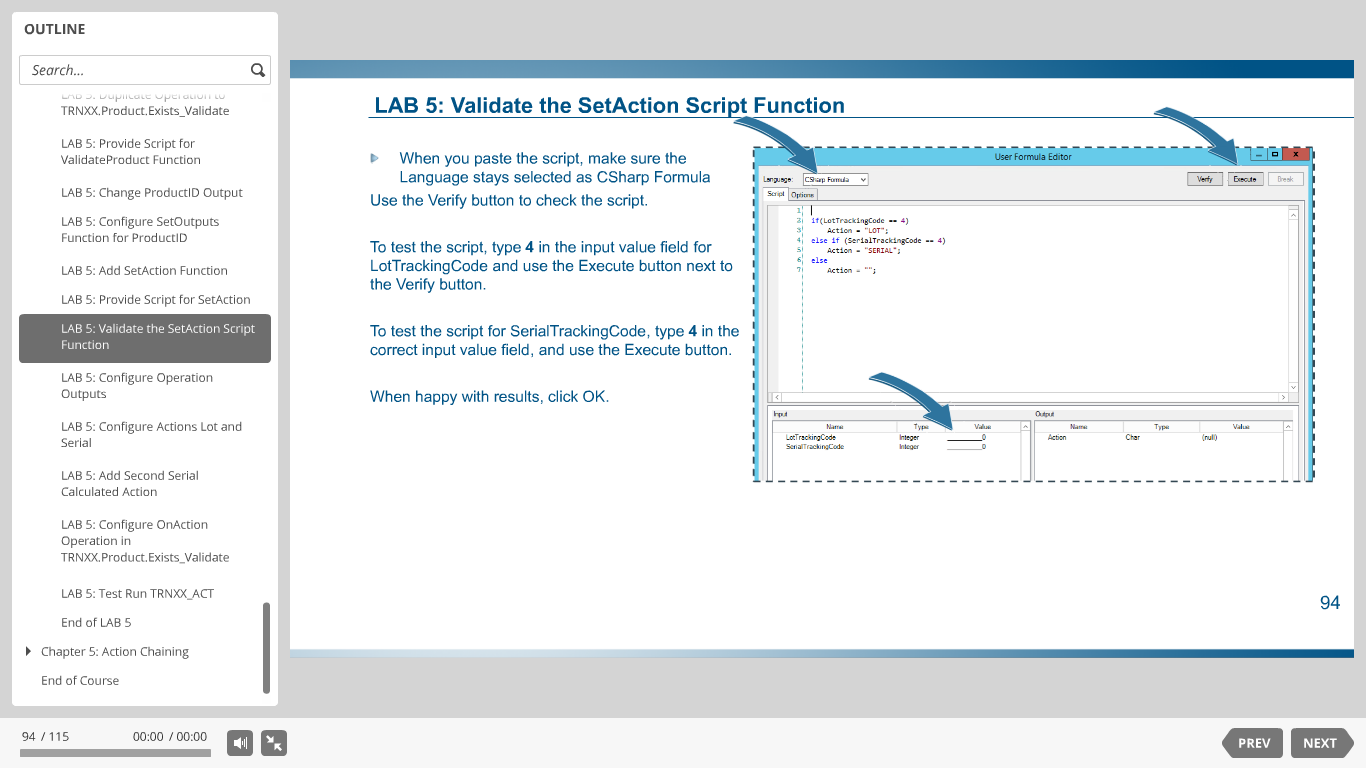 OUTLINE
Search...
LAB 5: Duplicate Operation to
TRNXX.Product.Exists_Validate
LAB 5: Provide Script for
ValidateProduct Function
LAB 5: Change ProductID Output
LAB 5: Configure SetOutputs
Function for ProductID
LAB 5: Add SetAction Function
LAB 5: Provide Script for SetAction
LAB 5: Validate the SetAction Script
Function
LAB 5: Configure Operation
Outputs
LAB 5: Configure Actions Lot and
Serial
LAB 5: Add Second Serial
Calculated Action
LAB 5: Configure OnAction
Operation in
TRNXX.Product.Exists_Validate
LAB 5: Test Run TRNXX_ACT
End of LAB 5
Chapter 5: Action Chaining
End of Course
LAB 5: Validate the SetAction Script Function
When you paste the script, make sure the
Language stays selected as CSharp Formula
Use the Verify button to check the script.
To test the script, type 4 in the input value field for
LotTrackingCode and use the Execute button next to
the Verify button.
To test the script for SerialTrackingCode, type 4 in the
correct input value field, and use the Execute button.
When happy with results, click OK.
User Formula Editor
Language: CSharp Formula Verify Execute Break
Script Options
1
2 if(LotTrackingCode == 4)
3 Action = "LOT";
4 else if (SerialTrackingCode == 4)
5 Action = "SERIAL";
6 else
7 Action = "";
Input Output
Name Type Value Name Type Value
LotTrackingCode Integer 0 Action Char (null)
SerialTrackingCode Integer 0
94
94 / 115 00:00 / 00:00 PREV NEXT